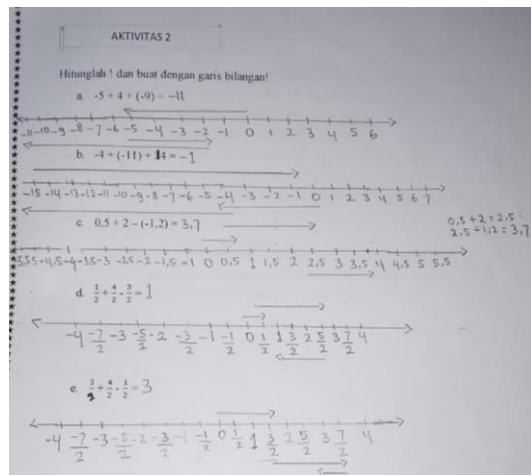 AKTIVITAS 2
Hitunglah ! dan buat dengan garis bilangan!
a. -5 + 4 + (-9) = -11
-11 -10 -9 -8 -7 -6 -5 -4 -3 -2 -1 0 1 2 3 4 5 6
b. -4 + (-11) + 14 = -1
-15 -14 -13 -12 -11 -10 -9 -8 -7 -6 -5 -4 -3 -2 -1 0 1 2 3 4 5 6 7
c. 0,5 + 2 - (-1,2) = 3,7
0,5 + 2 = 2,5
2,5 + 1,2 = 3,7
-4,5 -4 -3,5 -3 -2,5 -2 -1,5 -1 0 0,5 1 1,5 2 2,5 3 3,5 4 4,5 5 5,5
d. 1/2 + 4/2 - 3/2 = 1
-4 -7/2 -3 -5/2 -2 -3/2 -1 -1/2 0 1/2 1 3/2 2 5/2 3 7/2 4
e. 3/2 + 4/2 - 1/2 = 3
-4 -7/2 -3 -5/2 -2 -3/2 -1 -1/2 0 1/2 1 3/2 2 5/2 3 7/2 4